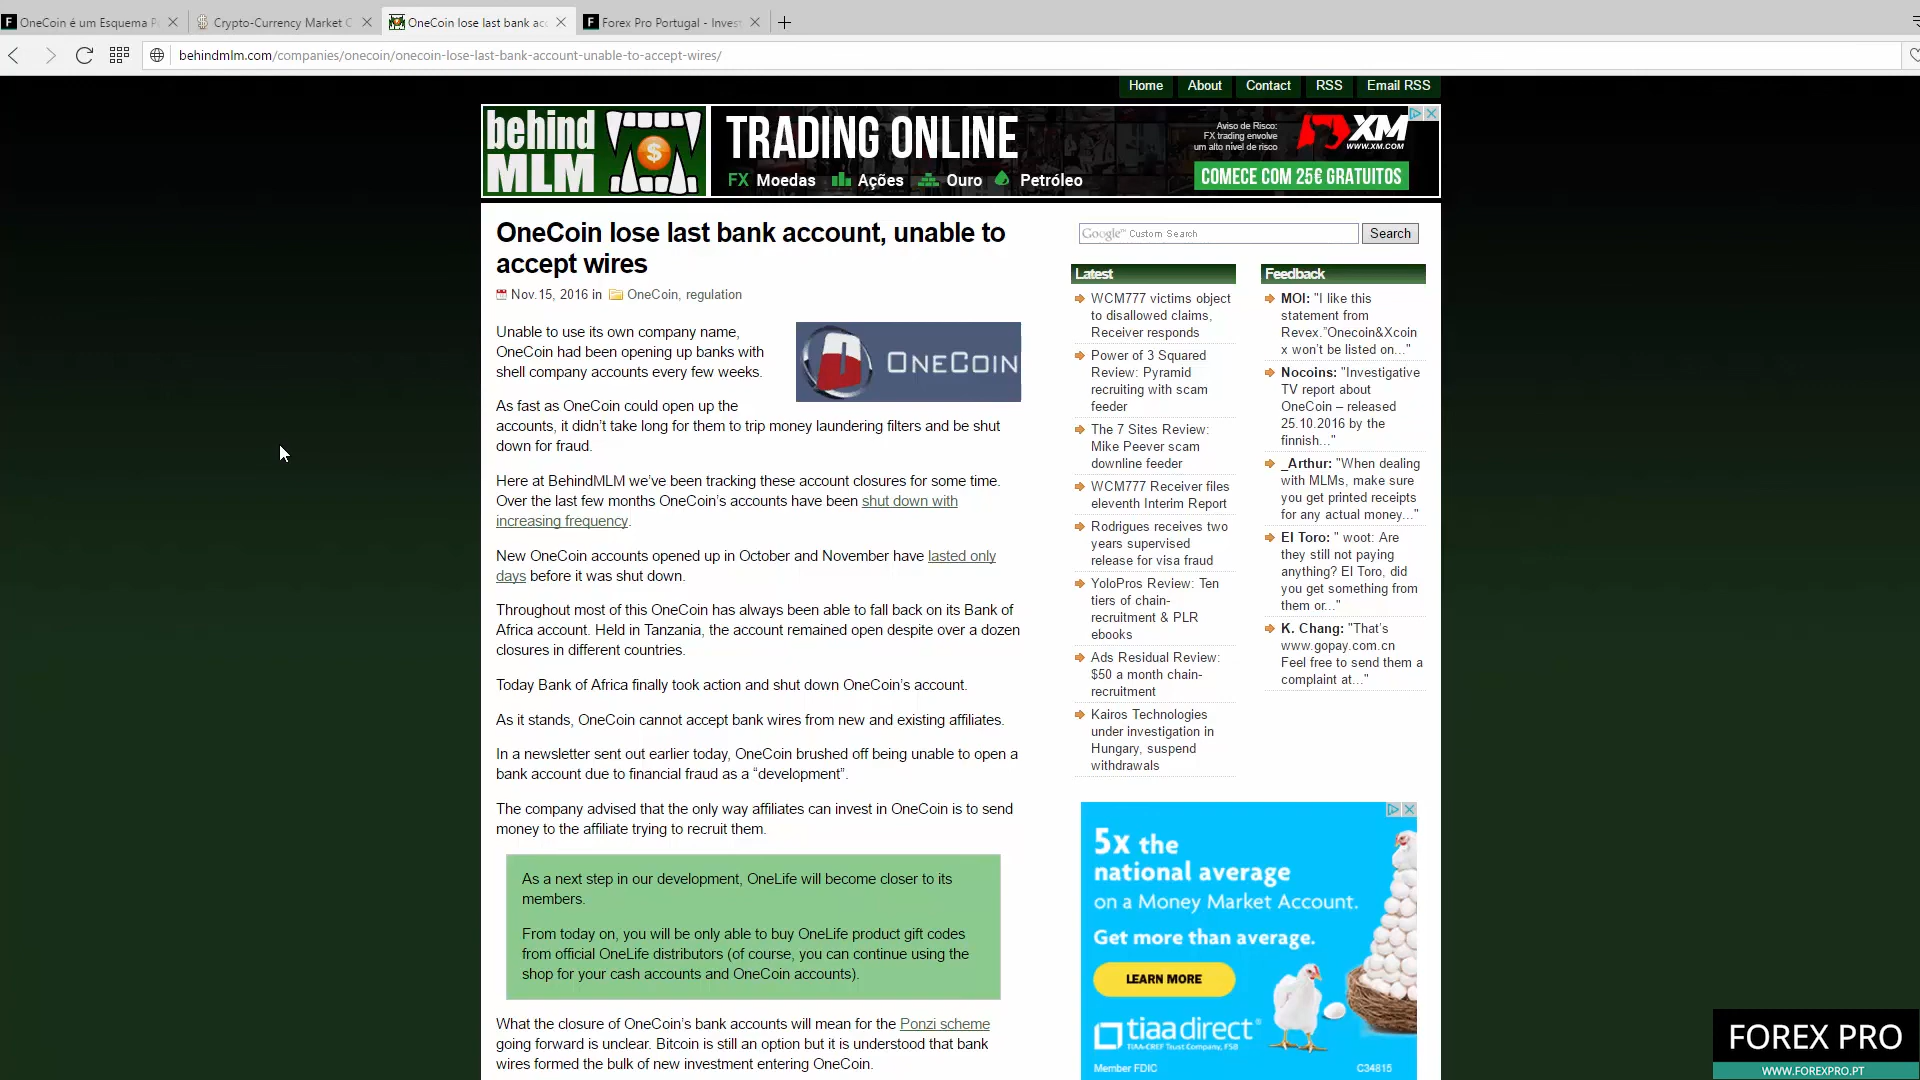 OneCoin é um Esquema P
Crypto-Currency Market C
OneCoin lose last bank ac
Forex Pro Portugal - Invest
behindmlm.com/companies/onecoin/onecoin-lose-last-bank-account-unable-to-accept-wires/
Home About Contact RSS Email RSS
behind
MLM
$
TRADING ONLINE
FX Moedas Ações Ouro Petróleo
Aviso de Risco:
FX trading envolve
um alto nível de risco
XM
WWW.XM.COM
COMECE COM 25€ GRATUITOS
OneCoin lose last bank account, unable to
accept wires
Nov.15, 2016 in OneCoin, regulation
ONECOIN
Unable to use its own company name,
OneCoin had been opening up banks with
shell company accounts every few weeks.
As fast as OneCoin could open up the
accounts, it didn't take long for them to trip money laundering filters and be shut
down for fraud.
Here at BehindMLM we've been tracking these account closures for some time.
Over the last few months OneCoin's accounts have been shut down with
increasing frequency.
New OneCoin accounts opened up in October and November have lasted only
days before it was shut down.
Throughout most of this OneCoin has always been able to fall back on its Bank of
Africa account. Held in Tanzania, the account remained open despite over a dozen
closures in different countries.
Today Bank of Africa finally took action and shut down OneCoin's account.
As it stands, OneCoin cannot accept bank wires from new and existing affiliates.
In a newsletter sent out earlier today, OneCoin brushed off being unable to open a
bank account due to financial fraud as a “development”.
The company advised that the only way affiliates can invest in OneCoin is to send
money to the affiliate trying to recruit them.
As a next step in our development, OneLife will become closer to its
members.
From today on, you will be only able to buy OneLife product gift codes
from official OneLife distributors (of course, you can continue using the
shop for your cash accounts and OneCoin accounts).
What the closure of OneCoin's bank accounts will mean for the Ponzi scheme
going forward is unclear. Bitcoin is still an option but it is understood that bank
wires formed the bulk of new investment entering OneCoin.
Google™ Custom Search
Search
Latest
WCM777 victims object
to disallowed claims,
Receiver responds
Power of 3 Squared
Review: Pyramid
recruiting with scam
feeder
The 7 Sites Review:
Mike Peever scam
downline feeder
WCM777 Receiver files
eleventh Interim Report
Rodrigues receives two
years supervised
release for visa fraud
YoloPros Review: Ten
tiers of chain-
recruitment & PLR
ebooks
Ads Residual Review:
$50 a month chain-
recruitment
Kairos Technologies
under investigation in
Hungary, suspend
withdrawals
Feedback
MOI: "I like this
statement from
Revex."Onecoin&Xcoin
x won't be listed on..."
Nocoins: "Investigative
TV report about
OneCoin – released
25.10.2016 by the
finnish..."
_Arthur: "When dealing
with MLMs, make sure
you get printed receipts
for any actual money..."
El Toro: " woot: Are
they still not paying
anything? El Toro, did
you get something from
them or..."
K. Chang: "That's
www.gopay.com.cn
Feel free to send them a
complaint at..."
5x the
national average
on a Money Market Account.
Get more than average.
LEARN MORE
tiaa direct®
TIAA-CREF Trust Company, FSB
Member FDIC C34815
FOREX PRO
WWW.FOREXPRO.PT